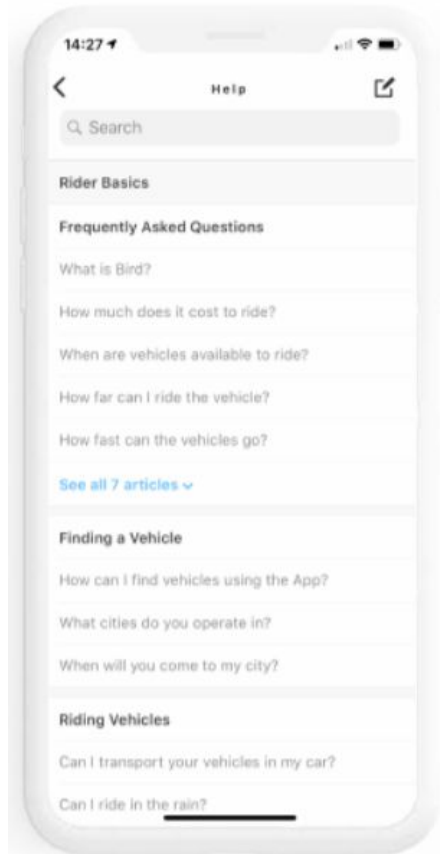 14:27
Help
Search
Rider Basics
Frequently Asked Questions
What is Bird?
How much does it cost to ride?
When are vehicles available to ride?
How far can I ride the vehicle?
How fast can the vehicles go?
See all 7 articles
Finding a Vehicle
How can I find vehicles using the App?
What cities do you operate in?
When will you come to my city?
Riding Vehicles
Can I transport your vehicles in my car?
Can I ride in the rain?